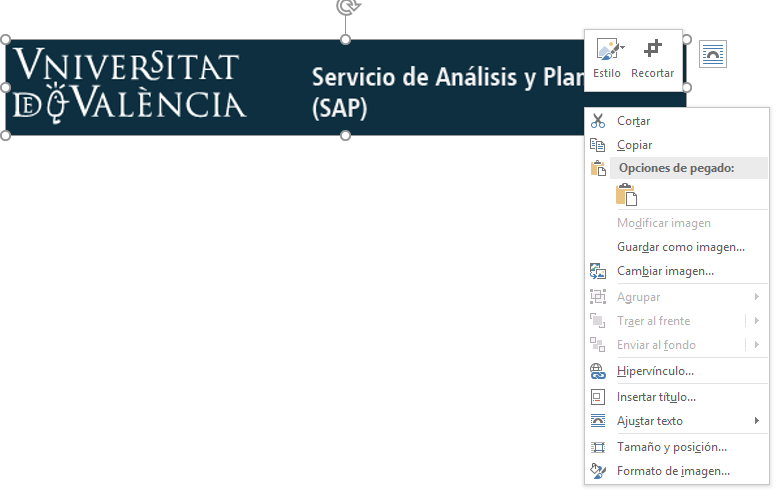 VNIVERSITAT
DE VALÈNCIA
Servicio de Análisis y Plan
(SAP)
Estilo
Recortar
Cortar
Copiar
Opciones de pegado:
Modificar imagen
Guardar como imagen...
Cambiar imagen...
Agrupar
Traer al frente
Enviar al fondo
Hipervínculo...
Insertar título...
Ajustar texto
Tamaño y posición...
Formato de imagen...